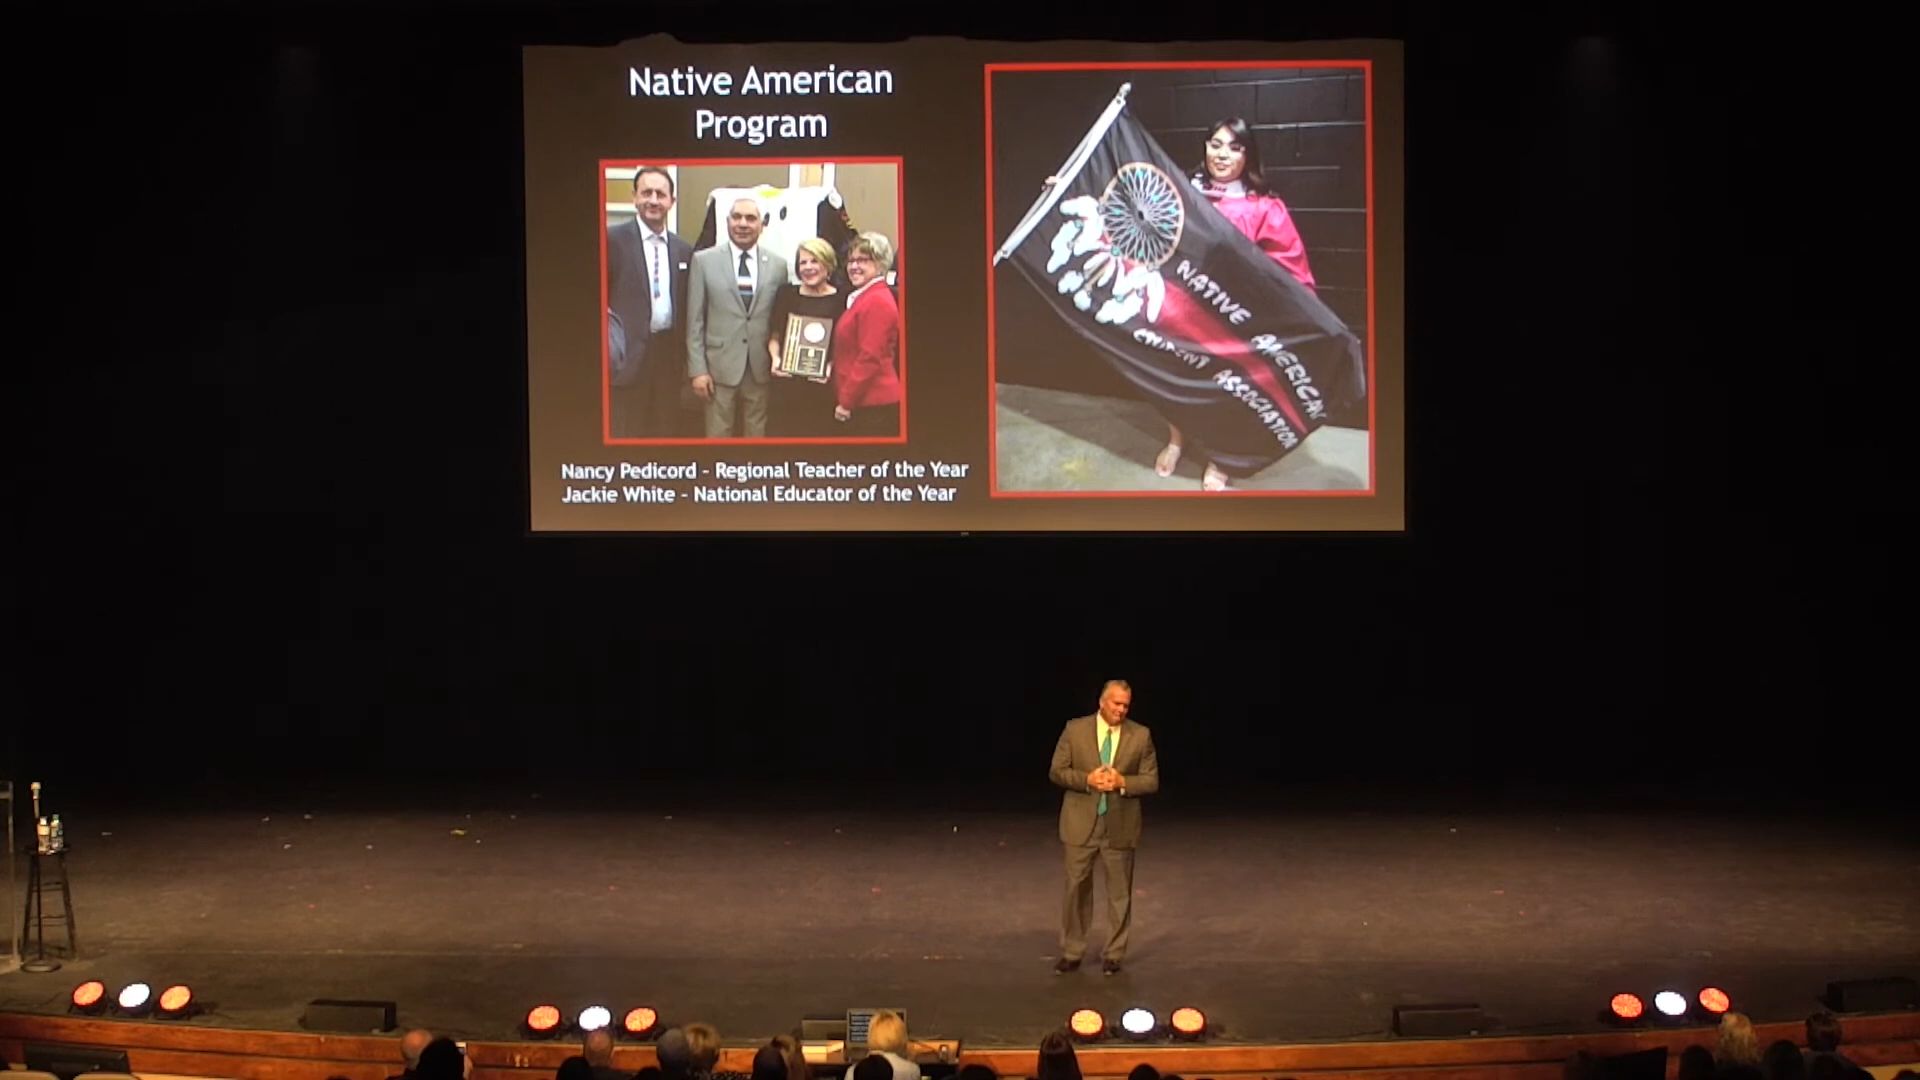 Native American
Program
Nancy Pedicord - Regional Teacher of the Year
Jackie White - National Educator of the Year
NATIVE AMERICAN
STUDENT ASSOCIATION